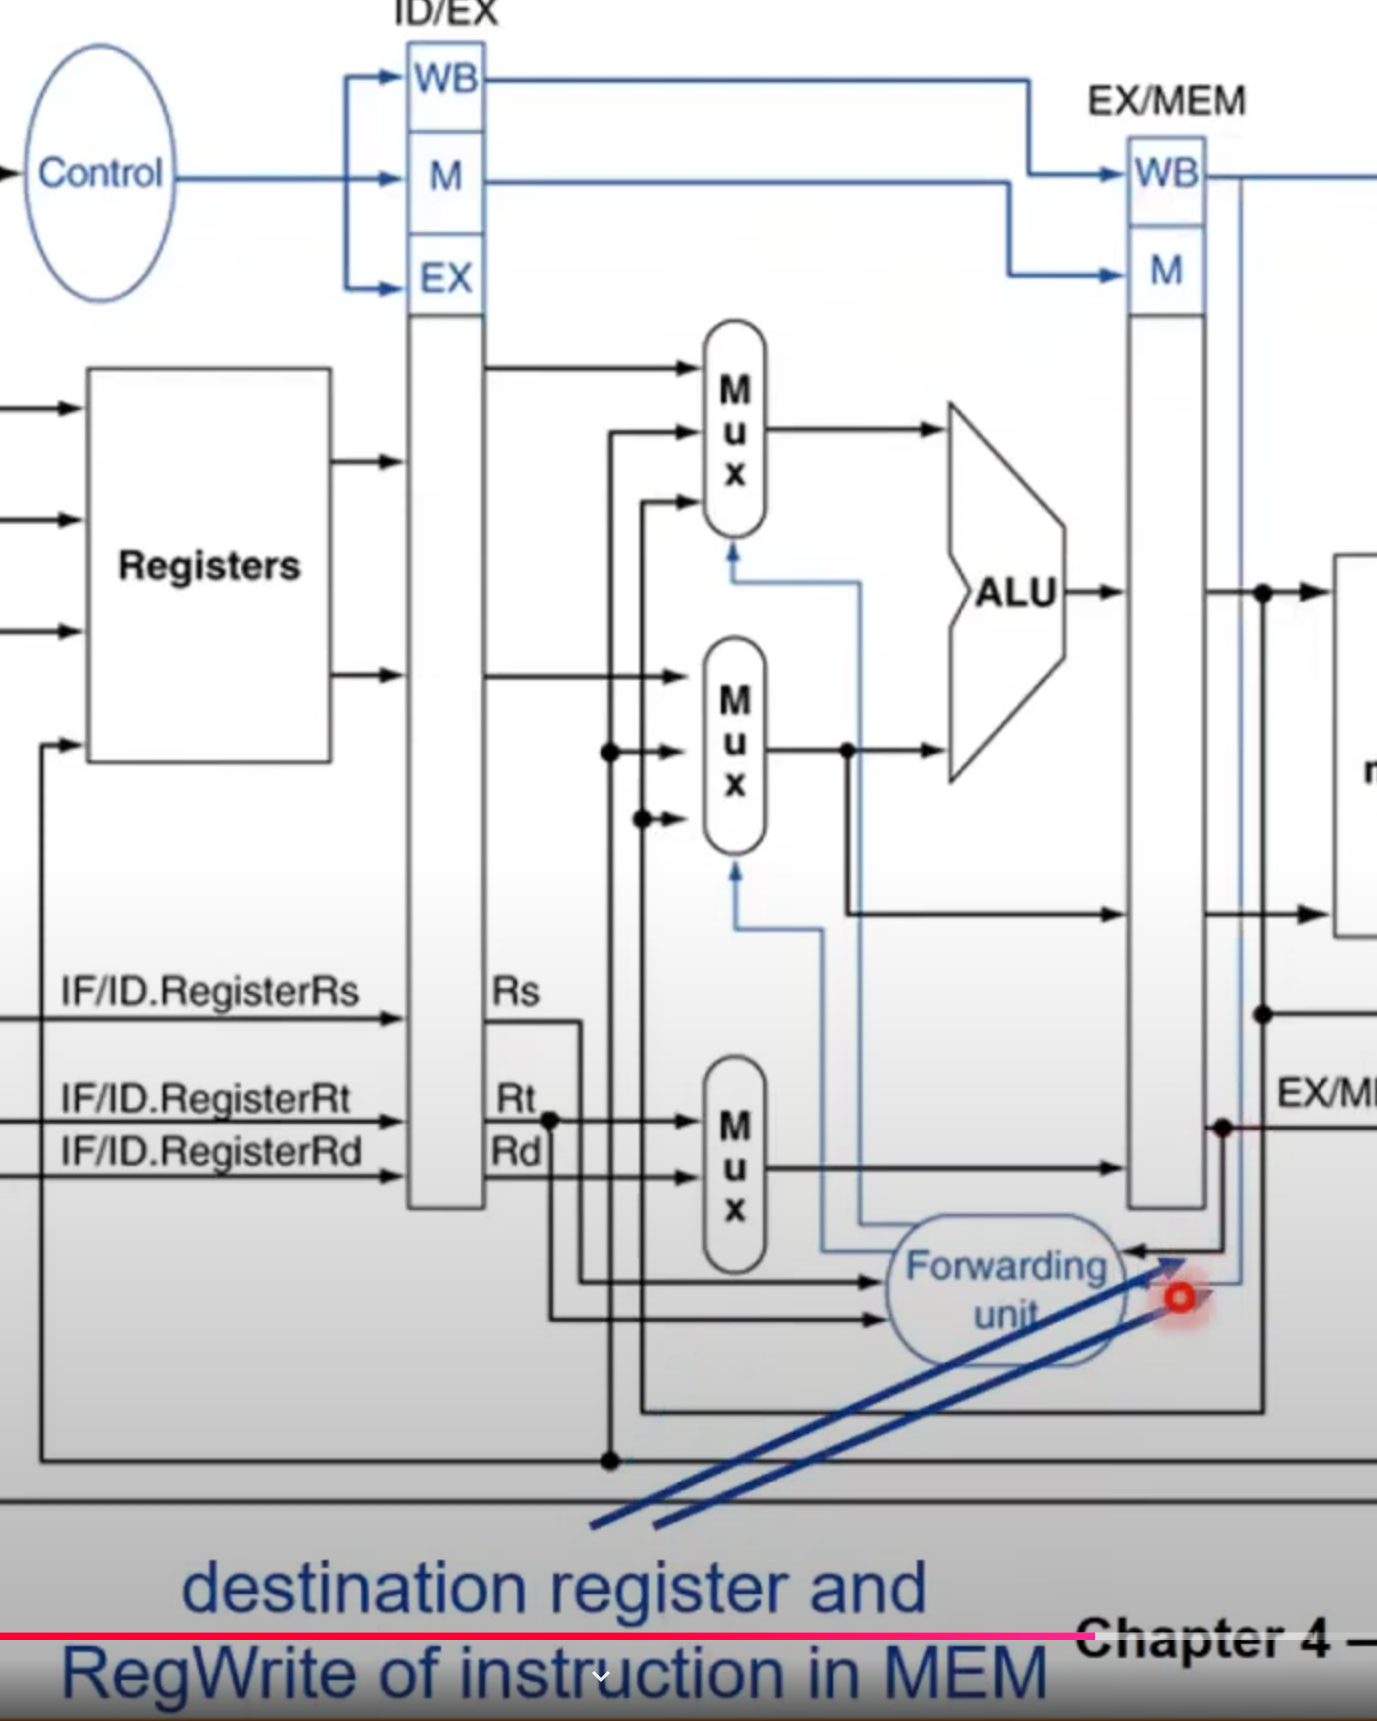 ID/EX
WB
EX/MEM
Control
M
WB
EX
M
M
u
x
Registers
ALU
M
u
x
IF/ID.RegisterRs
Rs
IF/ID.RegisterRt
Rt
EX/M
IF/ID.RegisterRd
Rd
M
u
x
Forwarding
unit
destination register and
RegWrite of instruction in MEM
Chapter 4 —